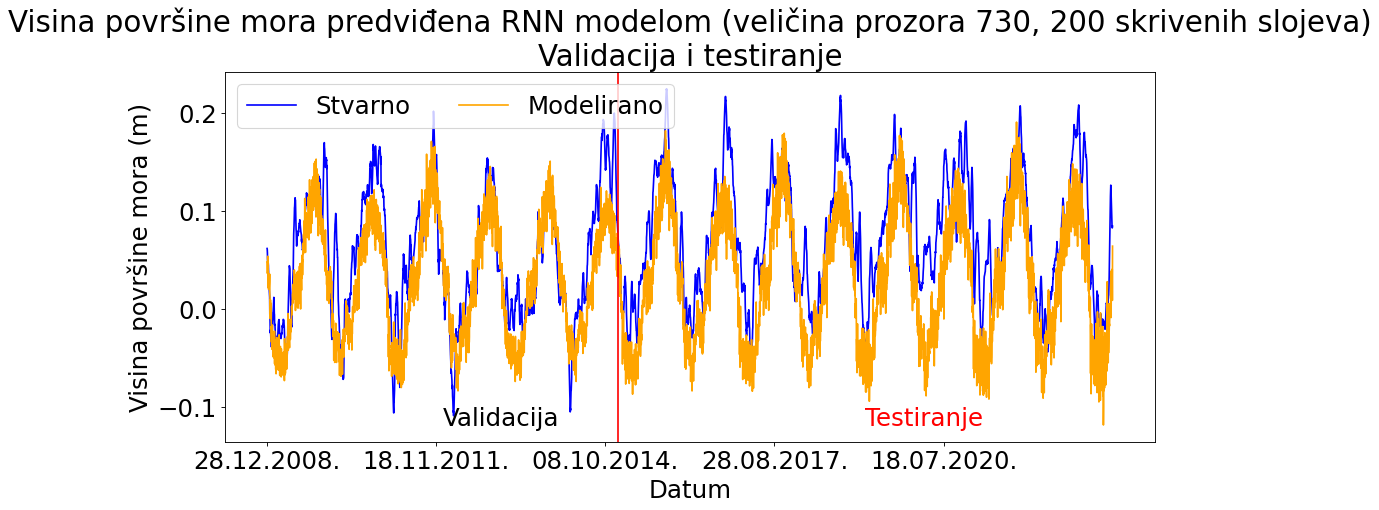 Visina površine mora predviđena RNN modelom (veličina prozora 730, 200 skrivenih slojeva)
Validacija i testiranje
Stvarno Modelirano
Visina površine mora (m)
0.2
0.1
0.0
−0.1
Validacija
Testiranje
28.12.2008. 18.11.2011. 08.10.2014. 28.08.2017. 18.07.2020.
Datum